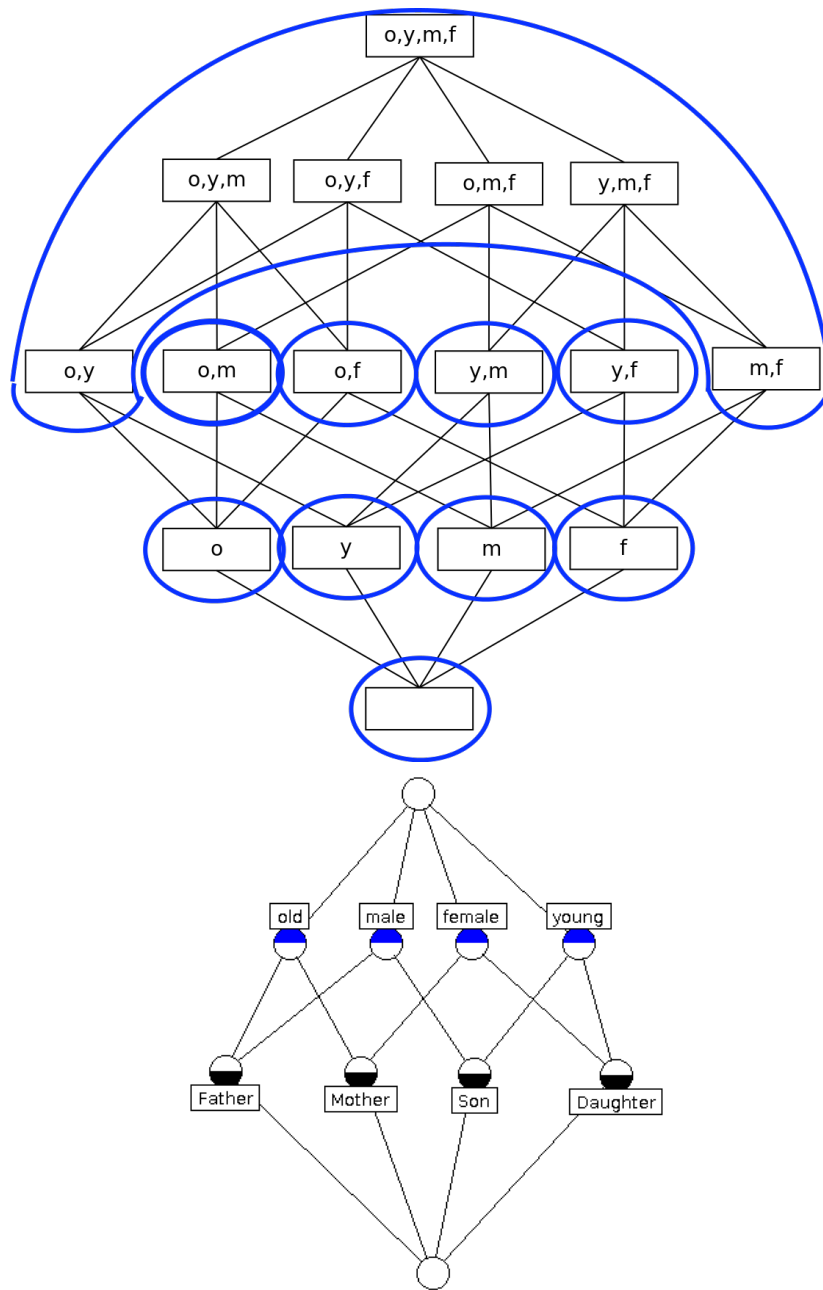 o,y,m,f
o,y,m
o,y,f
o,m,f
y,m,f
o,y
o,m
o,f
y,m
y,f
m,f
o
y
m
f
old
male
female
young
Father
Mother
Son
Daughter